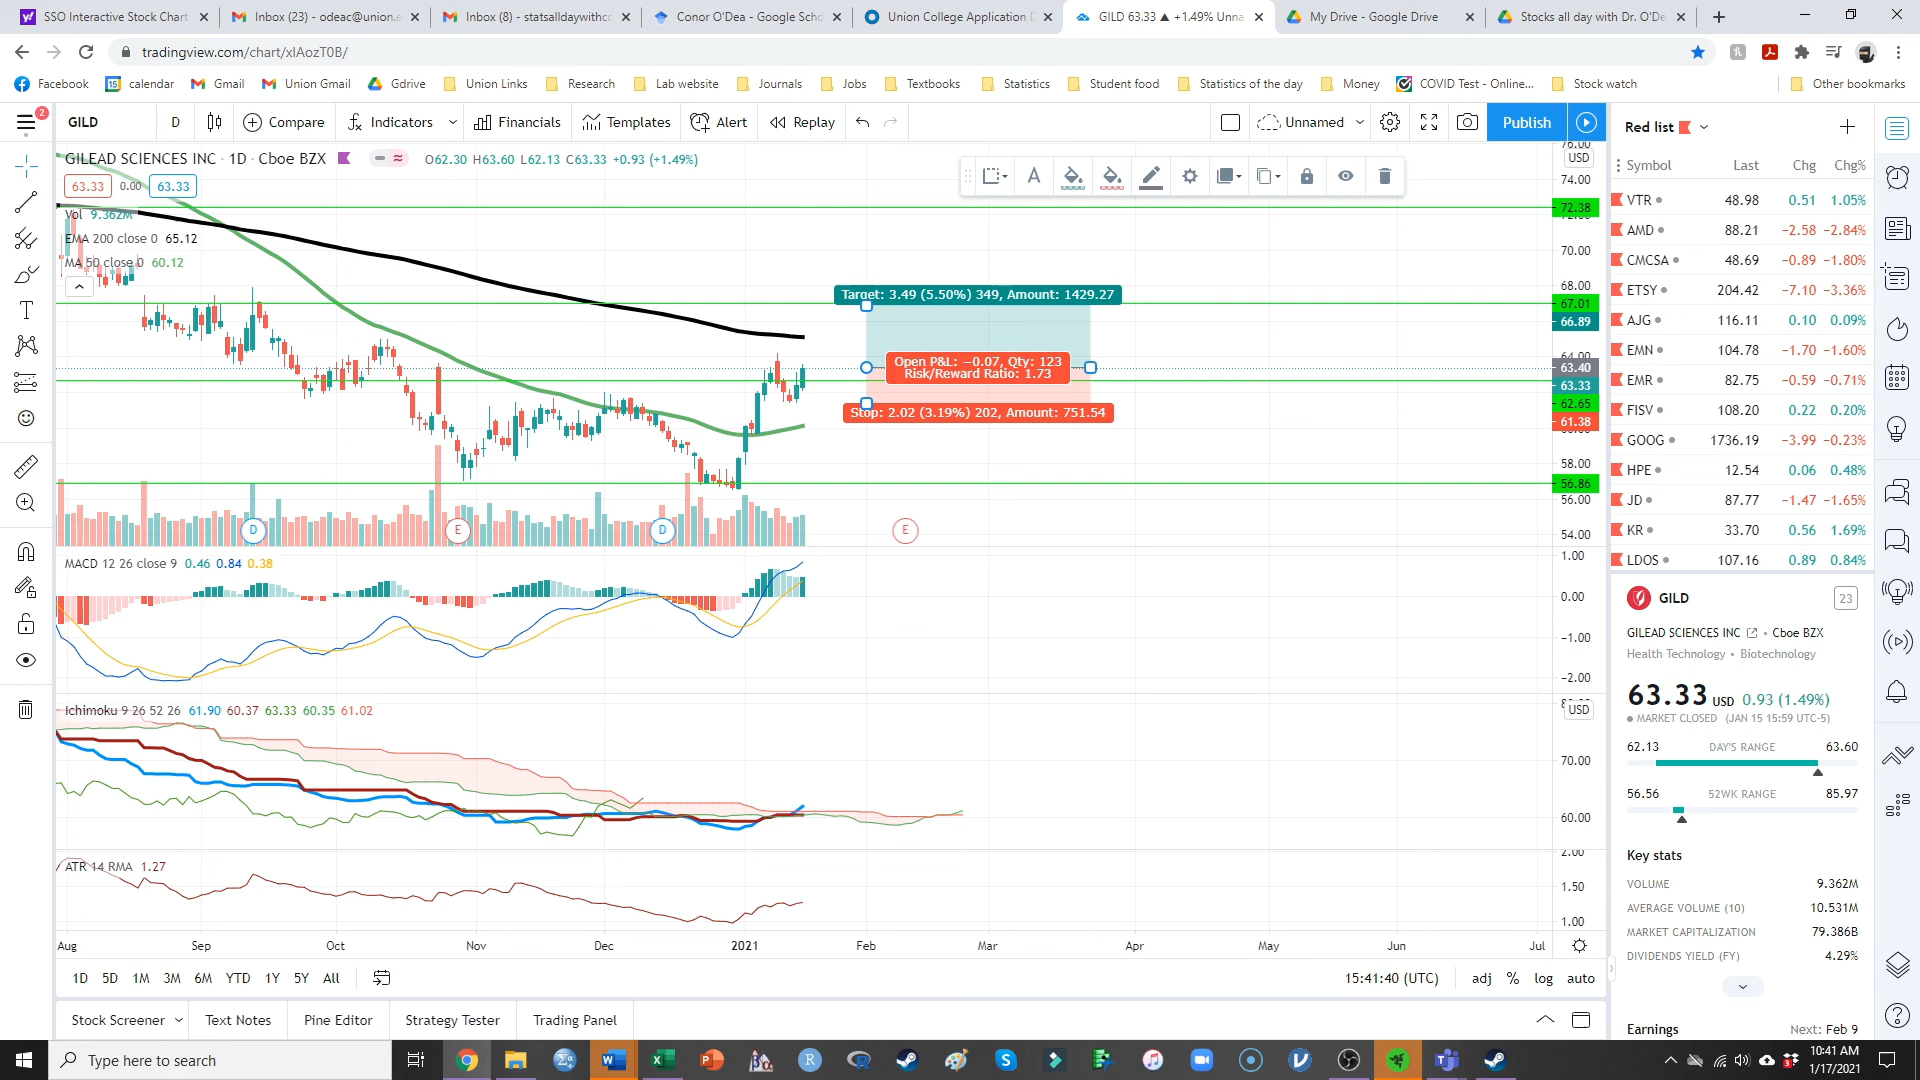 SSO Interactive Stock Chart
Inbox (23) - odeac@union.e
Inbox (8) - statsalldaywithco
Conor O'Dea - Google Scho
Union College Application D
GILD 63.33 ▲ +1.49% Unna
My Drive - Google Drive
Stocks all day with Dr. O'De
tradingview.com/chart/xIAozT0B/
Facebook
calendar
Gmail
Union Gmail
Gdrive
Union Links
Research
Lab website
Journals
Jobs
Textbooks
Statistics
Student food
Statistics of the day
Money
COVID Test - Online...
Stock watch
Other bookmarks
2
GILD
D
Compare
Indicators
Financials
Templates
Alert
Replay
Unnamed
Publish
GILEAD SCIENCES INC · 1D · Cboe BZX
O62.30 H63.60 L62.13 C63.33 +0.93 (+1.49%)
63.33 0.00 63.33
Vol 9.362M
EMA 200 close 0 65.12
MA 50 close 0 60.12
Target: 3.49 (5.50%) 349, Amount: 1429.27
Open P&L: −0.07, Qty: 123
Risk/Reward Ratio: 1.73
Stop: 2.02 (3.19%) 202, Amount: 751.54
76.00
USD
74.00
72.38
70.00
68.00
67.01
66.89
64.00
63.40
63.33
62.65
61.38
58.00
56.86
56.00
54.00
D
E
D
E
MACD 12 26 close 9 0.46 0.84 0.38
1.00
0.00
−1.00
−2.00
Ichimoku 9 26 52 26 61.90 60.37 63.33 60.35 61.02
USD
70.00
60.00
ATR 14 RMA 1.27
2.00
1.50
1.00
Aug Sep Oct Nov Dec 2021 Feb Mar Apr May Jun Jul
1D 5D 1M 3M 6M YTD 1Y 5Y All
15:41:40 (UTC)
adj % log auto
Stock Screener
Text Notes
Pine Editor
Strategy Tester
Trading Panel
Red list
Symbol Last Chg Chg%
VTR 48.98 0.51 1.05%
AMD 88.21 −2.58 −2.84%
CMCSA 48.69 −0.89 −1.80%
ETSY 204.42 −7.10 −3.36%
AJG 116.11 0.10 0.09%
EMN 104.78 −1.70 −1.60%
EMR 82.75 −0.59 −0.71%
FISV 108.20 0.22 0.20%
GOOG 1736.19 −3.99 −0.23%
HPE 12.54 0.06 0.48%
JD 87.77 −1.47 −1.65%
KR 33.70 0.56 1.69%
LDOS 107.16 0.89 0.84%
GILD
23
GILEAD SCIENCES INC • Cboe BZX
Health Technology • Biotechnology
63.33 USD 0.93 (1.49%)
MARKET CLOSED (JAN 15 15:59 UTC-5)
62.13 DAY'S RANGE 63.60
56.56 52WK RANGE 85.97
Key stats
VOLUME 9.362M
AVERAGE VOLUME (10) 10.531M
MARKET CAPITALIZATION 79.386B
DIVIDENDS YIELD (FY) 4.29%
Earnings Next: Feb 9
Type here to search
10:41 AM
1/17/2021